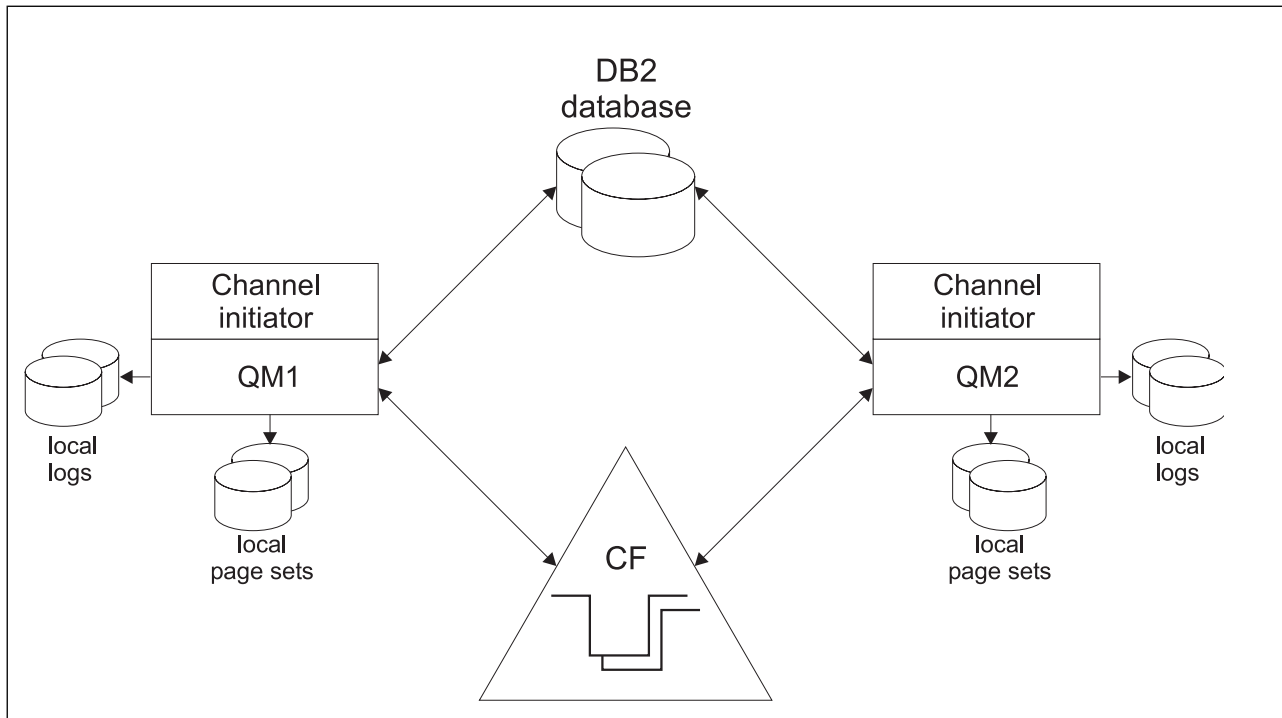 DB2
database
Channel
initiator
QM1
local
logs
local
page sets
Channel
initiator
QM2
local
logs
local
page sets
CF